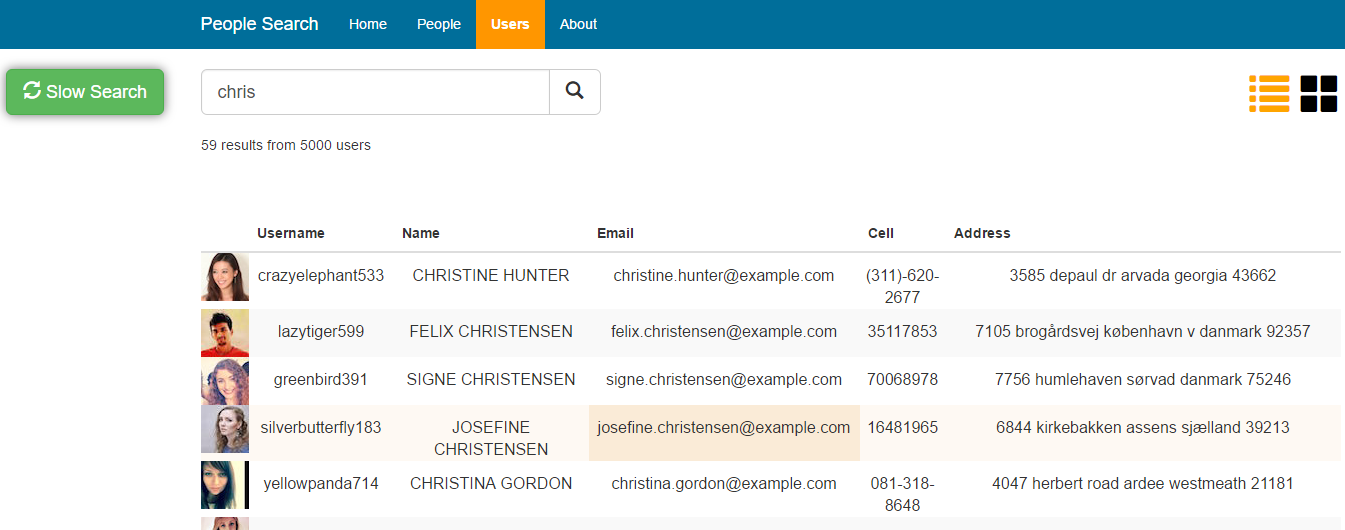 People Search Home People Users About
Slow Search
chris
59 results from 5000 users
Username Name Email Cell Address
crazyelephant533 CHRISTINE HUNTER christine.hunter@example.com (311)-620-
2677 3585 depaul dr arvada georgia 43662
lazytiger599 FELIX CHRISTENSEN felix.christensen@example.com 35117853 7105 brogårdsvej københavn v danmark 92357
greenbird391 SIGNE CHRISTENSEN signe.christensen@example.com 70068978 7756 humlehaven sørvad danmark 75246
silverbutterfly183 JOSEFINE
CHRISTENSEN josefine.christensen@example.com 16481965 6844 kirkebakken assens sjælland 39213
yellowpanda714 CHRISTINA GORDON christina.gordon@example.com 081-318-
8648 4047 herbert road ardee westmeath 21181